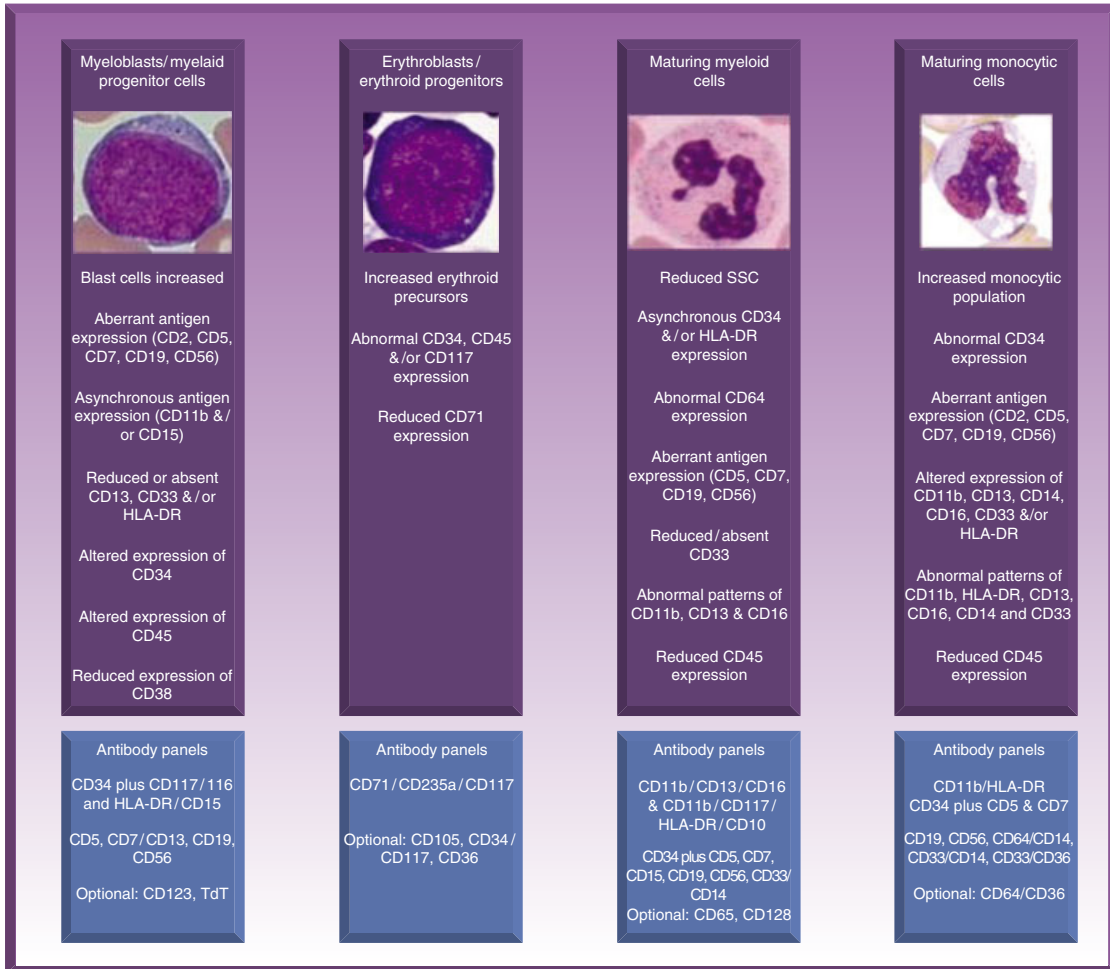 Myeloblasts/myelaid
progenitor cells
Blast cells increased
Aberrant antigen
expression (CD2, CD5,
CD7, CD19, CD56)
Asynchronous antigen
expression (CD11b &/
or CD15)
Reduced or absent
CD13, CD33 &/or
HLA-DR
Altered expression of
CD34
Altered expression of
CD45
Reduced expression of
CD38
Antibody panels
CD34 plus CD117/116
and HLA-DR/CD15
CD5, CD7/CD13, CD19,
CD56
Optional: CD123, TdT
Erythroblasts/
erythroid progenitors
Increased erythroid
precursors
Abnormal CD34, CD45
&/or CD117
expression
Reduced CD71
expression
Antibody panels
CD71/CD235a/CD117
Optional: CD105, CD34/
CD117, CD36
Maturing myeloid
cells
Reduced SSC
Asynchronous CD34
&/or HLA-DR
expression
Abnormal CD64
expression
Aberrant antigen
expression (CD5, CD7,
CD19, CD56)
Reduced/absent
CD33
Abnormal patterns of
CD11b, CD13 & CD16
Reduced CD45
expression
Antibody panels
CD11b/CD13/CD16
& CD11b/CD117/
HLA-DR/CD10
CD34 plus CD5, CD7,
CD15, CD19, CD56, CD33/
CD14
Optional: CD65, CD128
Maturing monocytic
cells
Increased monocytic
population
Abnormal CD34
expression
Aberrant antigen
expression (CD2, CD5,
CD7, CD19, CD56)
Altered expression of
CD11b, CD13, CD14,
CD16, CD33 &/or
HLA-DR
Abnormal patterns of
CD11b, HLA-DR, CD13,
CD16, CD14 and CD33
Reduced CD45
expression
Antibody panels
CD11b/HLA-DR
CD34 plus CD5 & CD7
CD19, CD56, CD64/CD14,
CD33/CD14, CD33/CD36
Optional: CD64/CD36